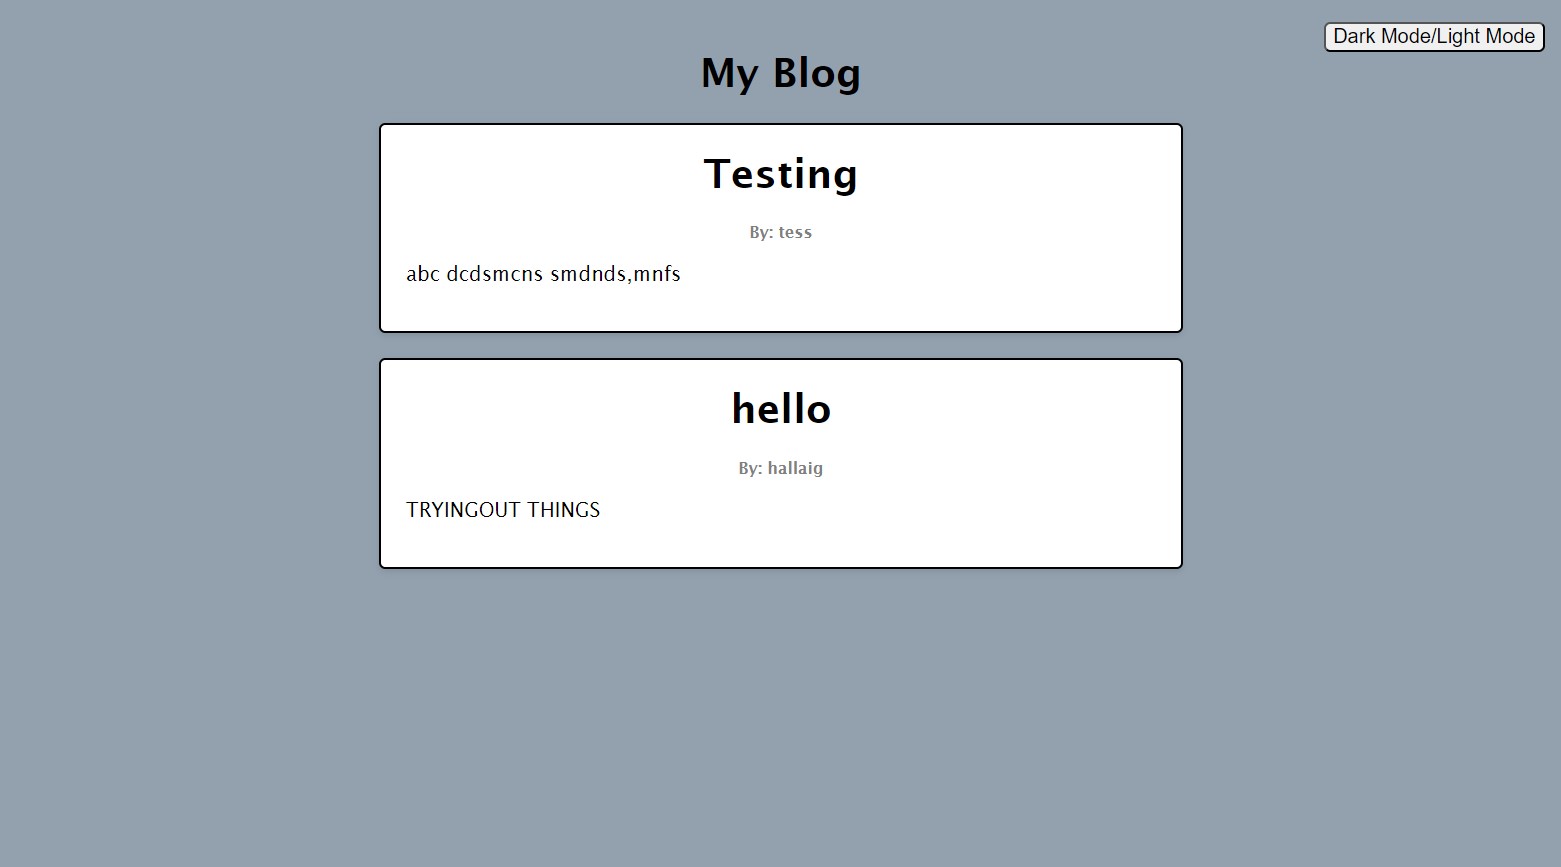 Dark Mode/Light Mode
My Blog
Testing
By: tess
abc dcdsmcns smdnds,mnfs
hello
By: hallaig
TRYINGOUT THINGS